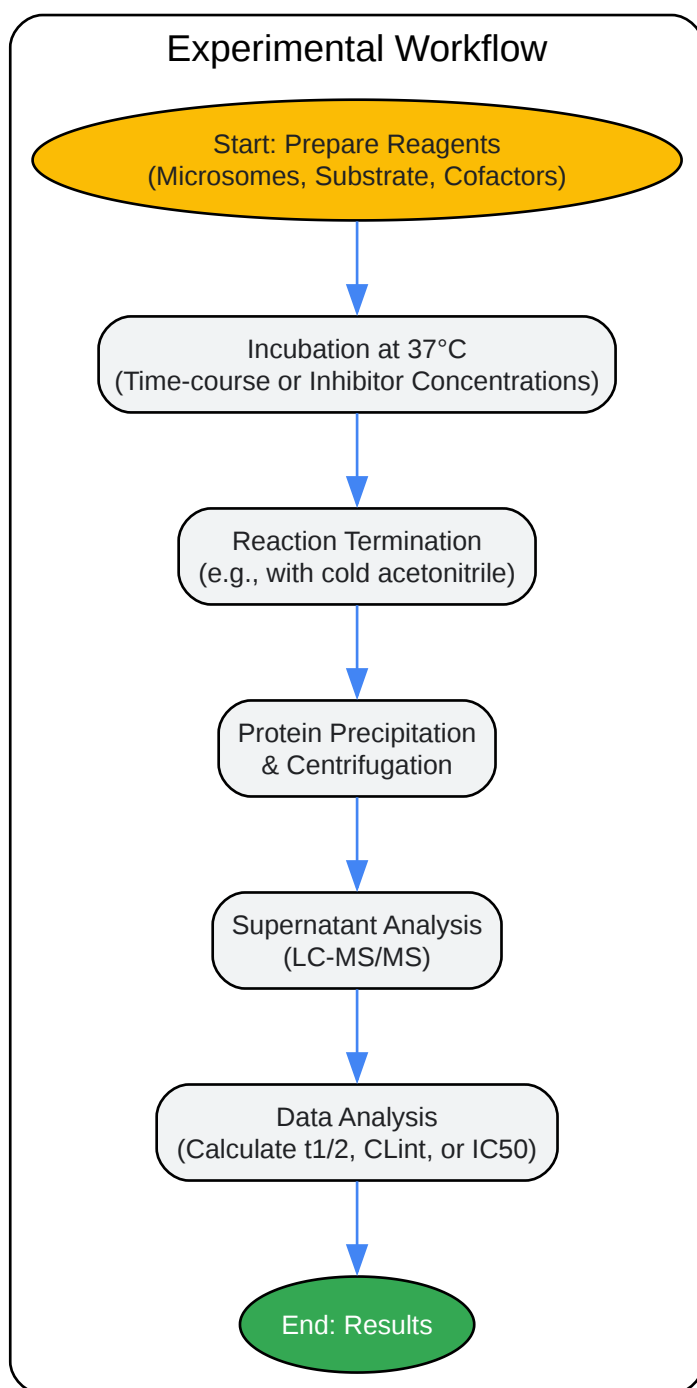 Experimental Workflow
Start: Prepare Reagents
(Microsomes, Substrate, Cofactors)
Incubation at 37°C
(Time-course or Inhibitor Concentrations)
Reaction Termination
(e.g., with cold acetonitrile)
Protein Precipitation
& Centrifugation
Supernatant Analysis
(LC-MS/MS)
Data Analysis
(Calculate t1/2, CLint, or IC50)
End: Results